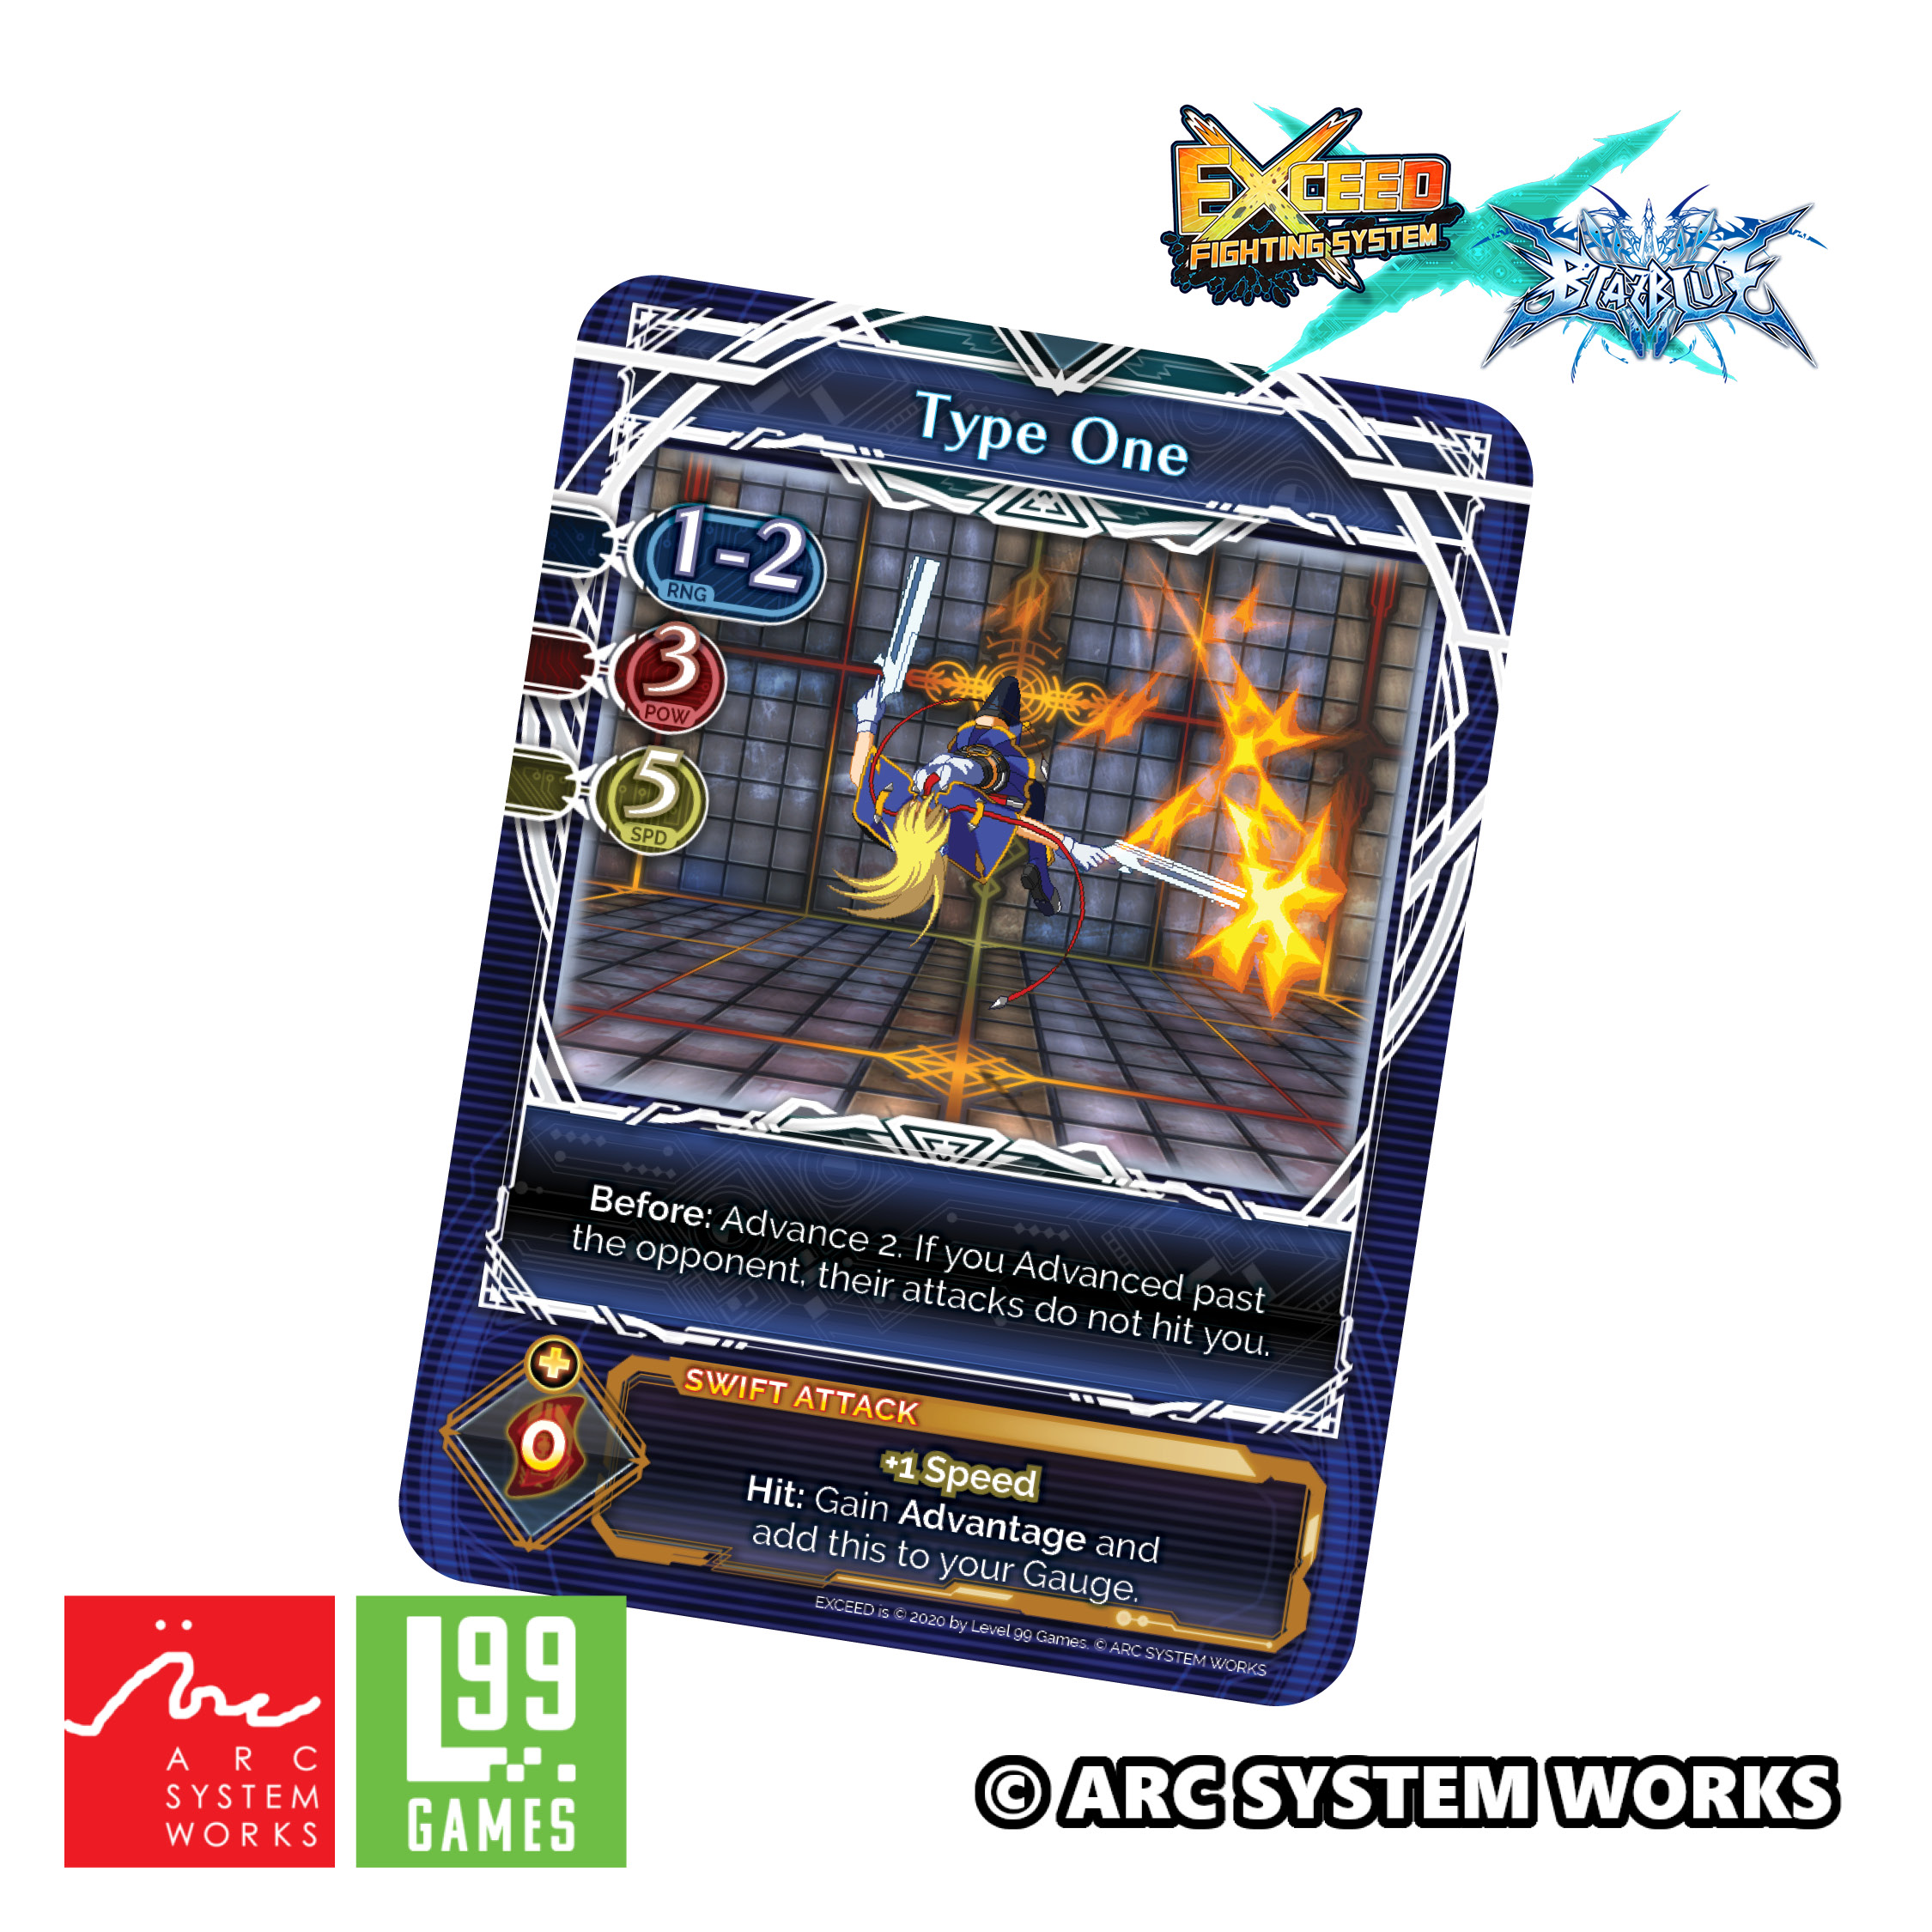 EXCEED
FIGHTING SYSTEM
BLAZBLUE
Type One
1-2
RNG
3
POW
5
SPD
Before: Advance 2. If you Advanced past
the opponent, their attacks do not hit you.
+
0
SWIFT ATTACK
+1 Speed
Hit: Gain Advantage and
add this to your Gauge.
EXCEED is © 2020 by Level 99 Games. © ARC SYSTEM WORKS
Arc
ARC
SYSTEM
WORKS
L99
GAMES
© ARC SYSTEM WORKS